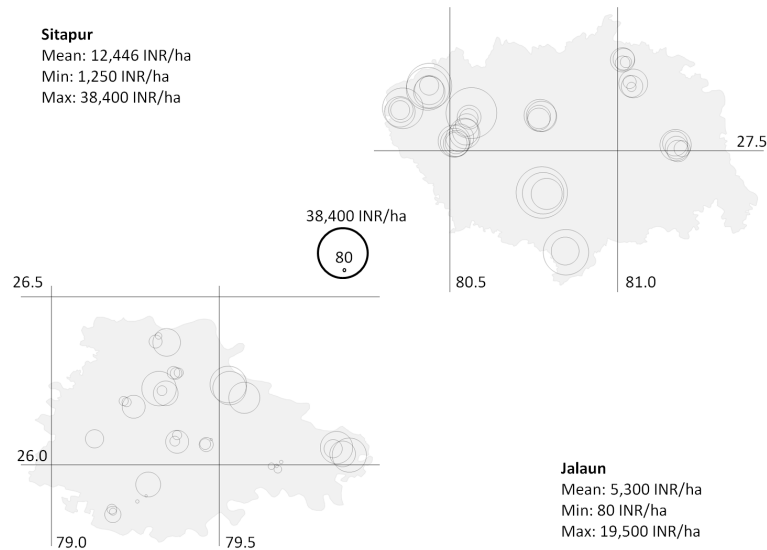 Sitapur
Mean: 12,446 INR/ha
Min: 1,250 INR/ha
Max: 38,400 INR/ha
27.5
38,400 INR/ha
80
80.5
81.0
26.5
26.0
79.0
79.5
Jalaun
Mean: 5,300 INR/ha
Min: 80 INR/ha
Max: 19,500 INR/ha